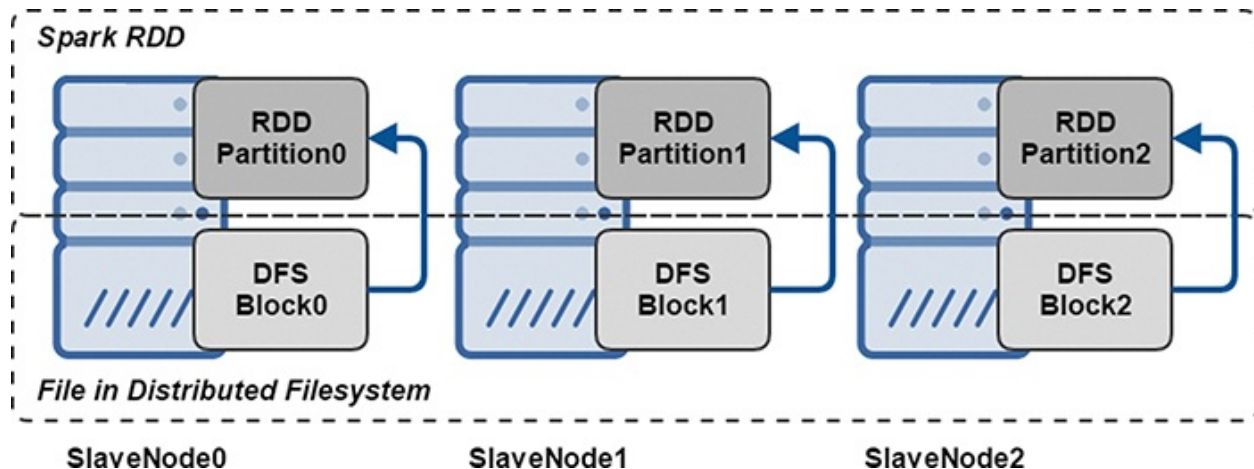 Spark RDD
RDD
Partition0
RDD
Partition1
RDD
Partition2
DFS
Block0
DFS
Block1
DFS
Block2
File in Distributed Filesystem
SlaveNode0
SlaveNode1
SlaveNode2